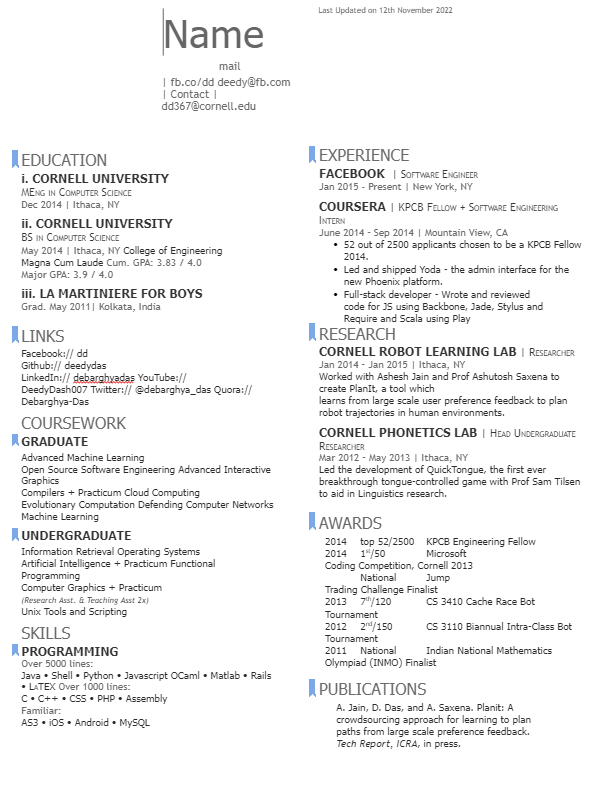 Last Updated on 12th November 2022
Name
mail
| fb.co/dd deedy@fb.com
| Contact |
dd367@cornell.edu
EDUCATION
i. CORNELL UNIVERSITY
MEng in Computer Science
Dec 2014 | Ithaca, NY
ii. CORNELL UNIVERSITY
BS in Computer Science
May 2014 | Ithaca, NY College of Engineering
Magna Cum Laude Cum. GPA: 3.83 / 4.0
Major GPA: 3.9 / 4.0
iii. LA MARTINIERE FOR BOYS
Grad. May 2011| Kolkata, India
LINKS
Facebook:// dd
Github:// deedydas
LinkedIn:// debarghyadas YouTube://
DeedyDash007 Twitter:// @debarghya_das Quora://
Debarghya-Das
COURSEWORK
GRADUATE
Advanced Machine Learning
Open Source Software Engineering Advanced Interactive
Graphics
Compilers + Practicum Cloud Computing
Evolutionary Computation Defending Computer Networks
Machine Learning
UNDERGRADUATE
Information Retrieval Operating Systems
Artificial Intelligence + Practicum Functional
Programming
Computer Graphics + Practicum
(Research Asst. & Teaching Asst 2x)
Unix Tools and Scripting
SKILLS
PROGRAMMING
Over 5000 lines:
Java • Shell • Python • Javascript OCaml • Matlab • Rails
• LaTEX Over 1000 lines:
C • C++ • CSS • PHP • Assembly
Familiar:
AS3 • iOS • Android • MySQL
EXPERIENCE
FACEBOOK | Software Engineer
Jan 2015 - Present | New York, NY
COURSERA | KPCB Fellow + Software Engineering
Intern
June 2014 - Sep 2014 | Mountain View, CA
• 52 out of 2500 applicants chosen to be a KPCB Fellow
2014.
• Led and shipped Yoda - the admin interface for the
new Phoenix platform.
• Full-stack developer - Wrote and reviewed
code for JS using Backbone, Jade, Stylus and
Require and Scala using Play
RESEARCH
CORNELL ROBOT LEARNING LAB | Researcher
Jan 2014 - Jan 2015 | Ithaca, NY
Worked with Ashesh Jain and Prof Ashutosh Saxena to
create PlanIt, a tool which
learns from large scale user preference feedback to plan
robot trajectories in human environments.
CORNELL PHONETICS LAB | Head Undergraduate
Researcher
Mar 2012 - May 2013 | Ithaca, NY
Led the development of QuickTongue, the first ever
breakthrough tongue-controlled game with Prof Sam Tilsen
to aid in Linguistics research.
AWARDS
2014 top 52/2500 KPCB Engineering Fellow
2014 1st/50 Microsoft
Coding Competition, Cornell 2013
National Jump
Trading Challenge Finalist
2013 7th/120 CS 3410 Cache Race Bot
Tournament
2012 2nd/150 CS 3110 Biannual Intra-Class Bot
Tournament
2011 National Indian National Mathematics
Olympiad (INMO) Finalist
PUBLICATIONS
A. Jain, D. Das, and A. Saxena. Planit: A
crowdsourcing approach for learning to plan
paths from large scale preference feedback.
Tech Report, ICRA, in press.